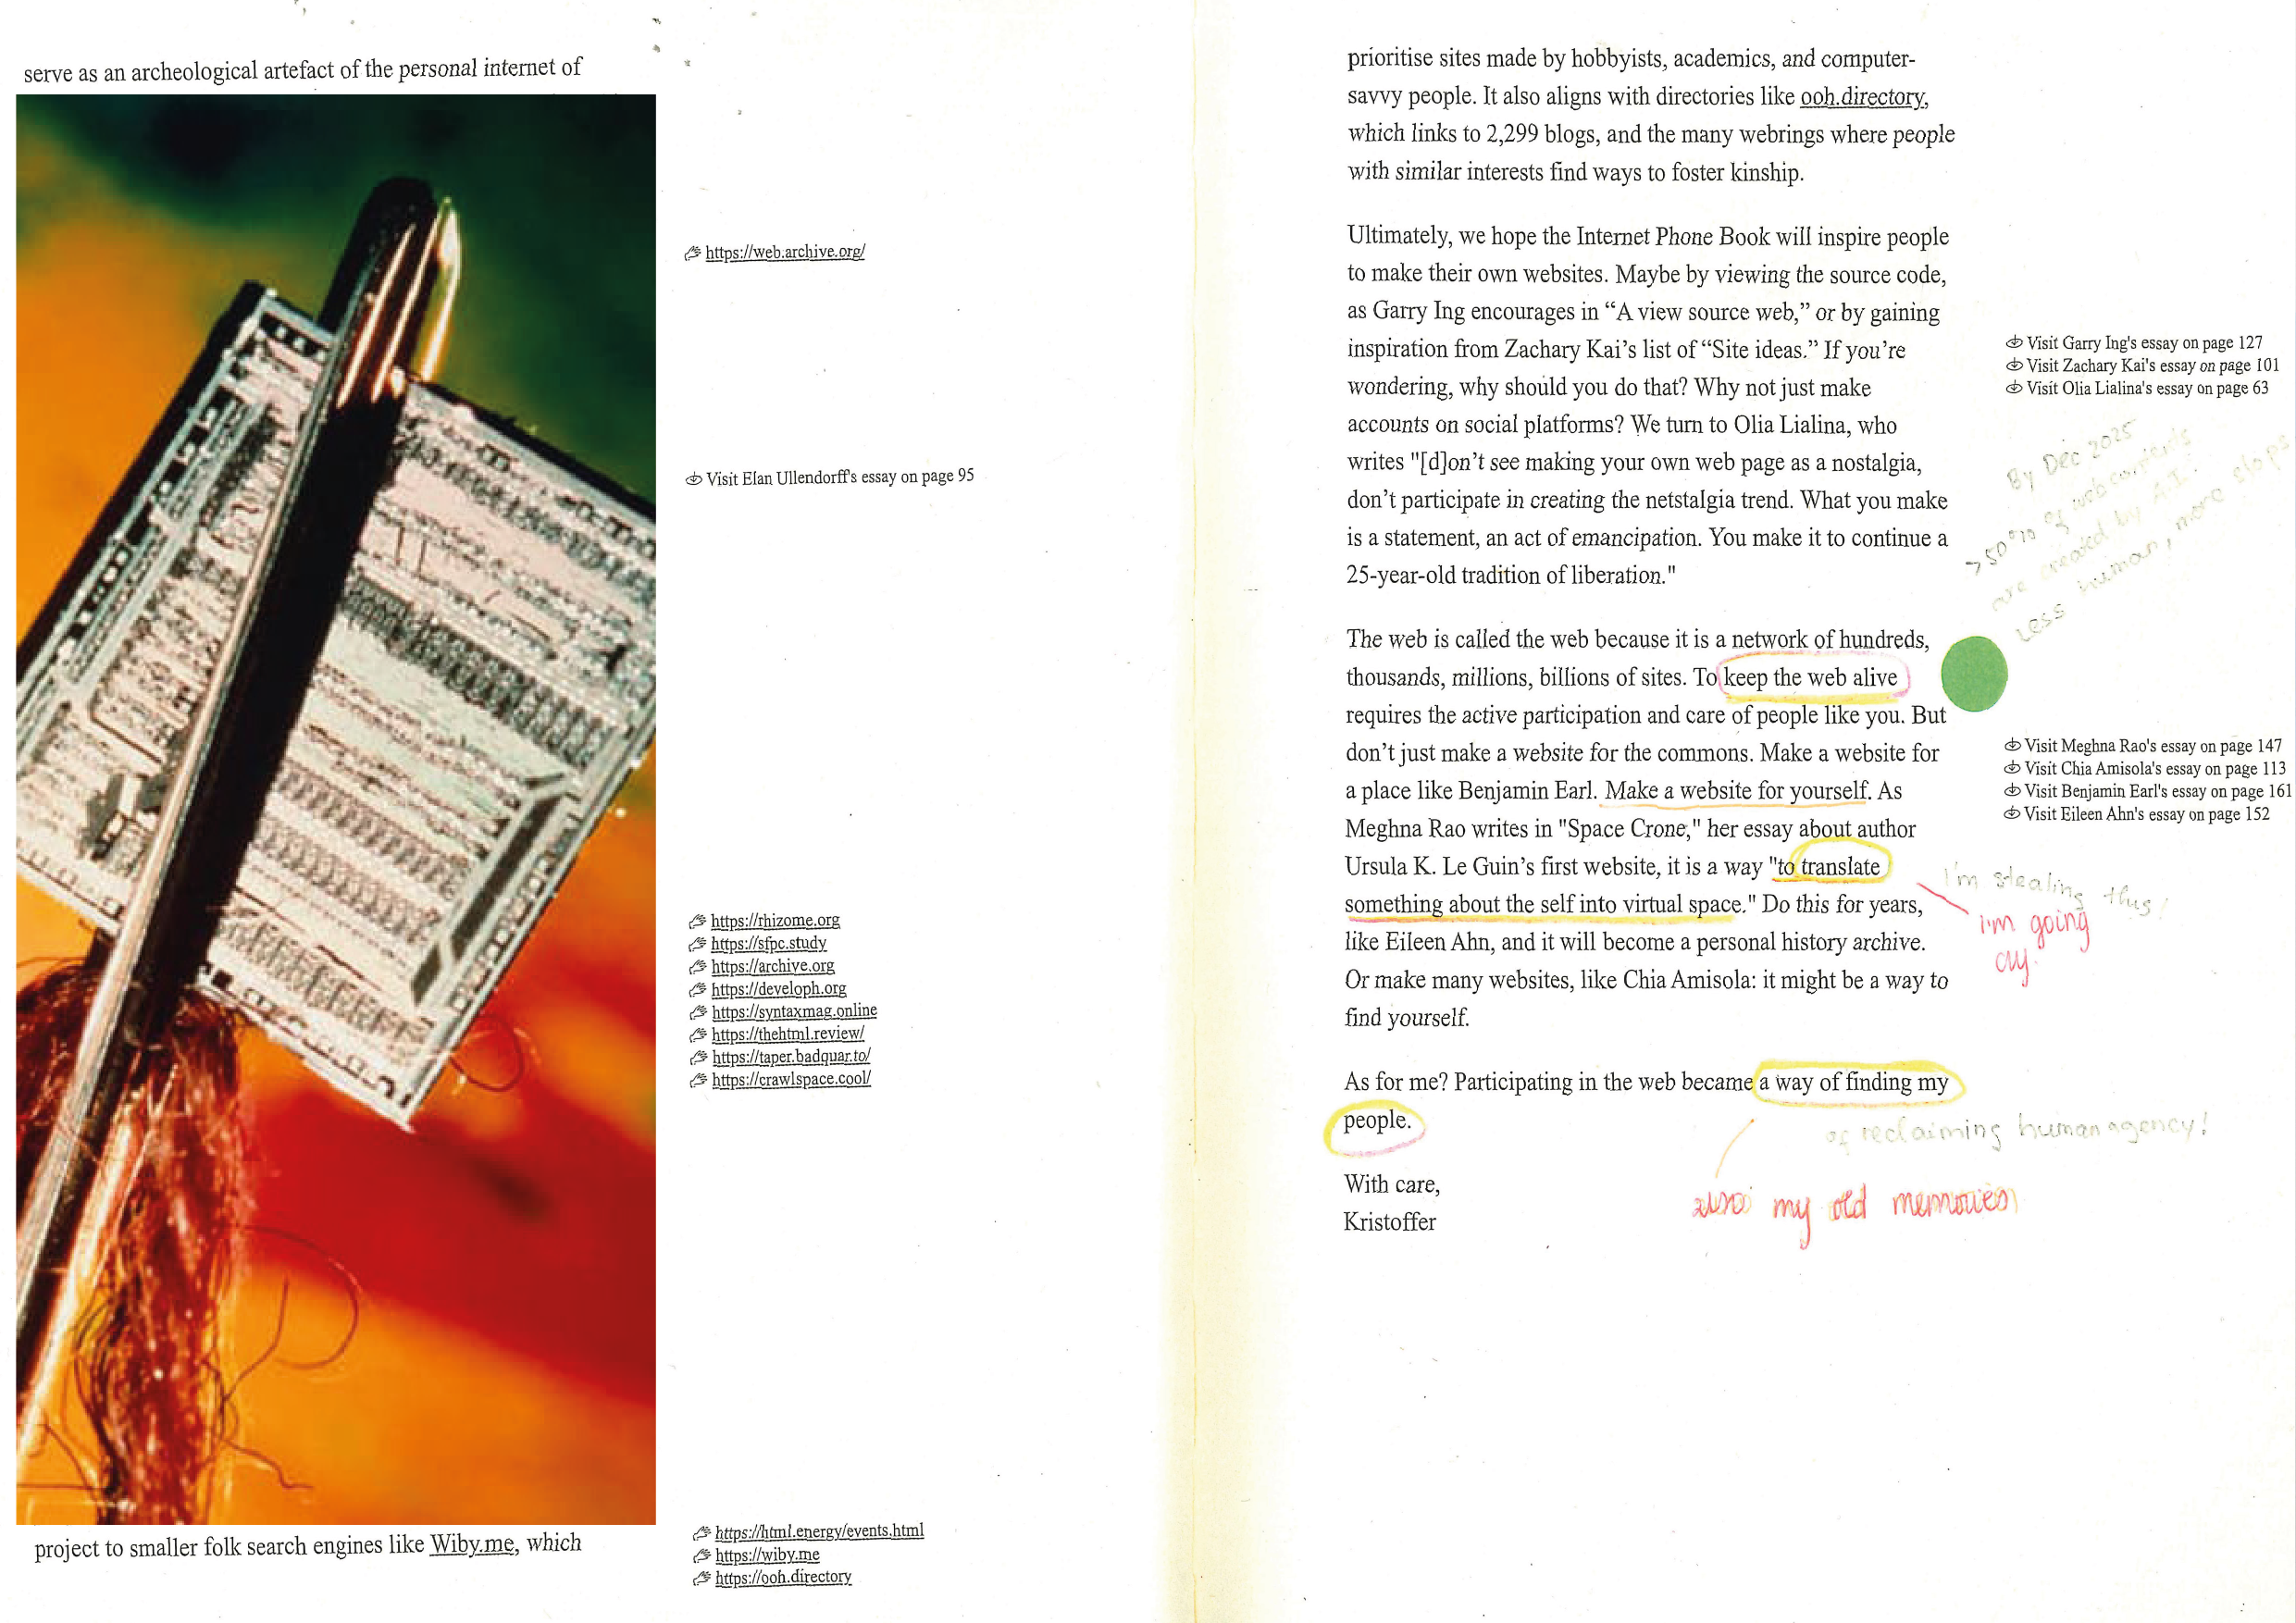 serve as an archeological artefact of the personal internet of
https://web.archive.org/
Visit Elan Ullendorff's essay on page 95
https://rhizome.org
https://sfpc.study
https://archive.org
https://developh.org
https://syntaxmag.online
https://thehtml.review/
https://taper.badquar.to/
https://crawlspace.cool/
project to smaller folk search engines like Wiby.me, which
https://html.energy/events.html
https://wiby.me
https://ooh.directory
prioritise sites made by hobbyists, academics, and computer-
savvy people. It also aligns with directories like ooh.directory,
which links to 2,299 blogs, and the many webrings where people
with similar interests find ways to foster kinship.
Ultimately, we hope the Internet Phone Book will inspire people
to make their own websites. Maybe by viewing the source code,
as Garry Ing encourages in “A view source web,” or by gaining
inspiration from Zachary Kai’s list of “Site ideas.” If you’re
wondering, why should you do that? Why not just make
accounts on social platforms? We turn to Olia Lialina, who
writes "[d]on’t see making your own web page as a nostalgia,
don’t participate in creating the netstalgia trend. What you make
is a statement, an act of emancipation. You make it to continue a
25-year-old tradition of liberation."
Visit Garry Ing's essay on page 127
Visit Zachary Kai's essay on page 101
Visit Olia Lialina's essay on page 63
By Dec 2025
>50% of web contents
are created by A.I.
Less human, more slops
The web is called the web because it is a network of hundreds,
thousands, millions, billions of sites. To keep the web alive
requires the active participation and care of people like you. But
don’t just make a website for the commons. Make a website for
a place like Benjamin Earl. Make a website for yourself. As
Meghna Rao writes in "Space Crone," her essay about author
Ursula K. Le Guin’s first website, it is a way "to translate
something about the self into virtual space." Do this for years,
like Eileen Ahn, and it will become a personal history archive.
Or make many websites, like Chia Amisola: it might be a way to
find yourself.
Visit Meghna Rao's essay on page 147
Visit Chia Amisola's essay on page 113
Visit Benjamin Earl's essay on page 161
Visit Eileen Ahn's essay on page 152
I'm stealing this!
i'm going
cry.
As for me? Participating in the web became a way of finding my
people.
of reclaiming human agency!
also my old memories
With care,
Kristoffer